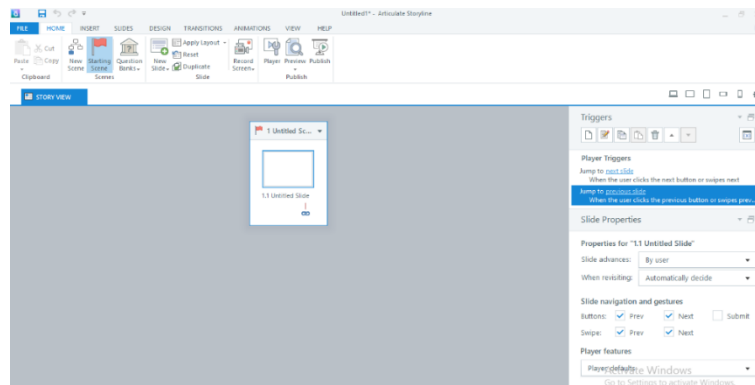 Untitled1* - Articulate Storyline
FILE HOME INSERT SLIDES DESIGN TRANSITIONS ANIMATIONS VIEW HELP
Paste
Cut
Copy
Clipboard
New Scene
Starting Scene
Question Banks
Scenes
New Slide
Apply Layout
Reset
Duplicate
Slide
Record Screen
Player
Preview
Publish
Publish
STORY VIEW
1 Untitled Sc...
1.1 Untitled Slide
Triggers
Player Triggers
Jump to next slide
When the user clicks the next button or swipes next
Jump to previous slide
When the user clicks the previous button or swipes prev...
Slide Properties
Properties for "1.1 Untitled Slide"
Slide advances: By user
When revisiting: Automatically decide
Slide navigation and gestures
Buttons: Prev Next Submit
Swipe: Prev Next
Player features
Player defaults
Activate Windows
Go to Settings to activate Windows.